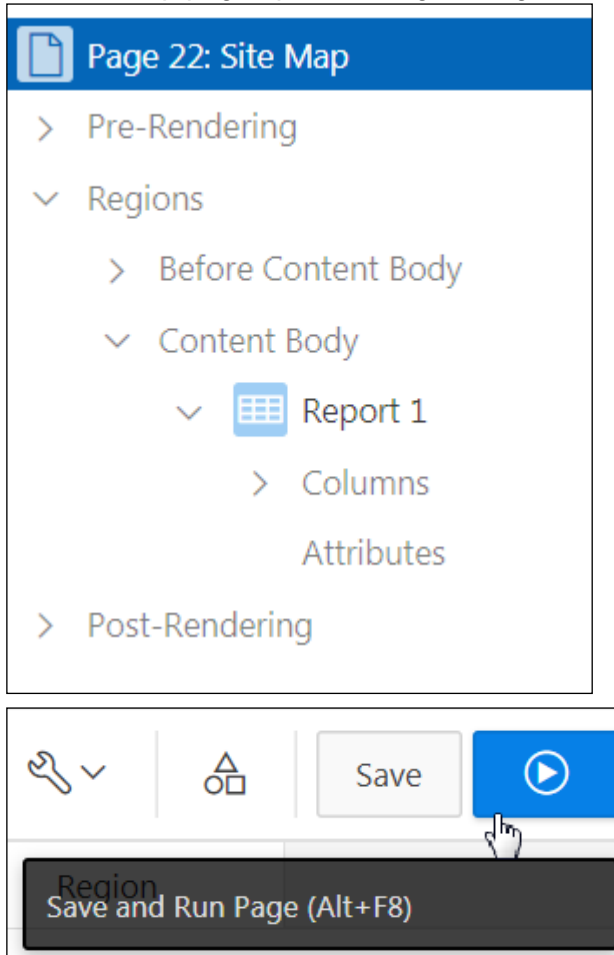 Page 22: Site Map
Pre-Rendering
Regions
Before Content Body
Content Body
Report 1
Columns
Attributes
Post-Rendering
Save
Region
Save and Run Page (Alt+F8)